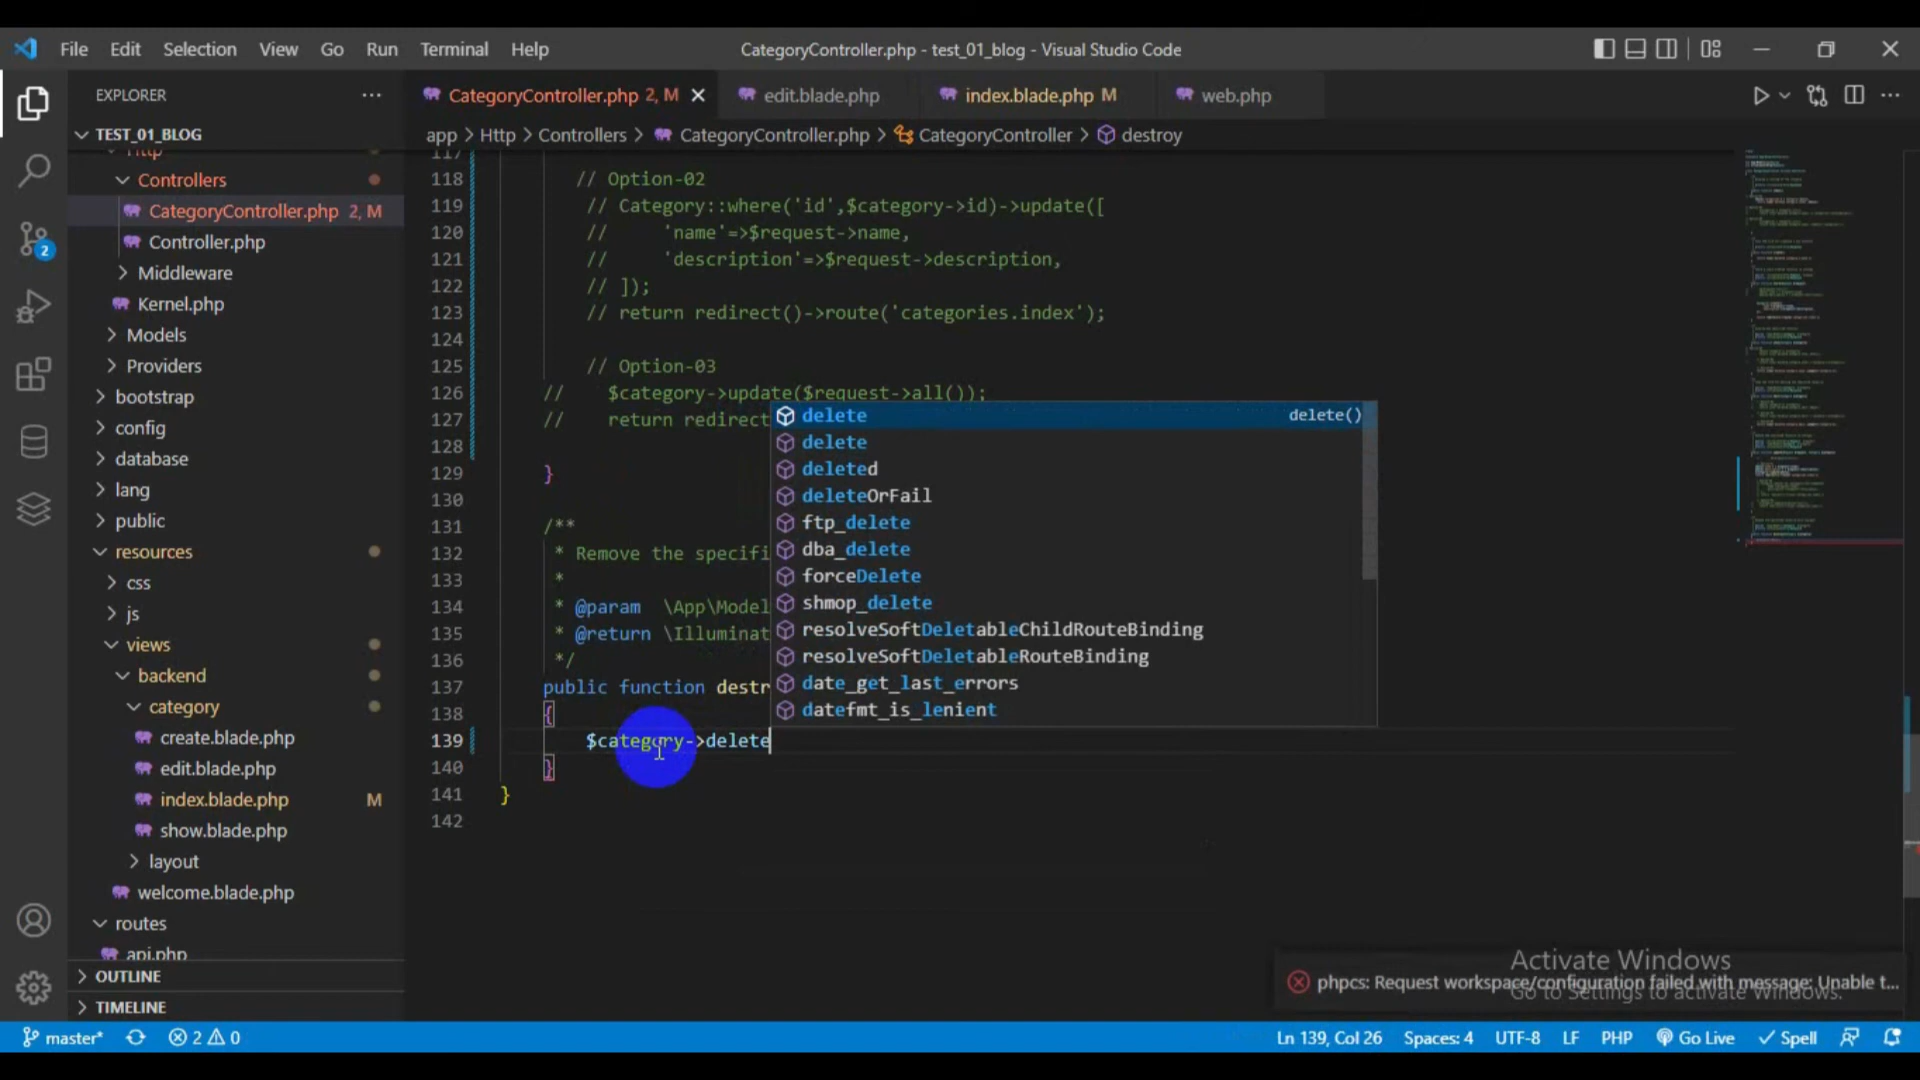 File Edit Selection View Go Run Terminal Help CategoryController.php - test_01_blog - Visual Studio Code
EXPLORER
CategoryController.php 2, M
edit.blade.php
index.blade.php M
web.php
TEST_01_BLOG
app > Http > Controllers > CategoryController.php > CategoryController > destroy
Http
Controllers
CategoryController.php 2, M
Controller.php
Middleware
Kernel.php
Models
Providers
bootstrap
config
database
lang
public
resources
css
js
views
backend
category
create.blade.php
edit.blade.php
index.blade.php M
show.blade.php
layout
welcome.blade.php
routes
api.php
OUTLINE
TIMELINE
2
117
118 // Option-02
119 // Category::where('id',$category->id)->update([
120 // 'name'=>$request->name,
121 // 'description'=>$request->description,
122 // ]);
123 // return redirect()->route('categories.index');
124
125 // Option-03
126 // $category->update($request->all());
127 // return redirect
128
129 }
130
131 /**
132 * Remove the specifi
133 *
134 * @param \App\Model
135 * @return \Illuminat
136 */
137 public function destr
138 {
139 $category->delete
140 }
141 }
142
delete delete()
delete
deleted
deleteOrFail
ftp_delete
dba_delete
forceDelete
shmop_delete
resolveSoftDeletableChildRouteBinding
resolveSoftDeletableRouteBinding
date_get_last_errors
datefmt_is_lenient
Activate Windows
phpcs: Request workspace/configuration failed with message: Unable t...
Go to Settings to activate Windows.
master* 2 0 Ln 139, Col 26 Spaces: 4 UTF-8 LF PHP Go Live Spell